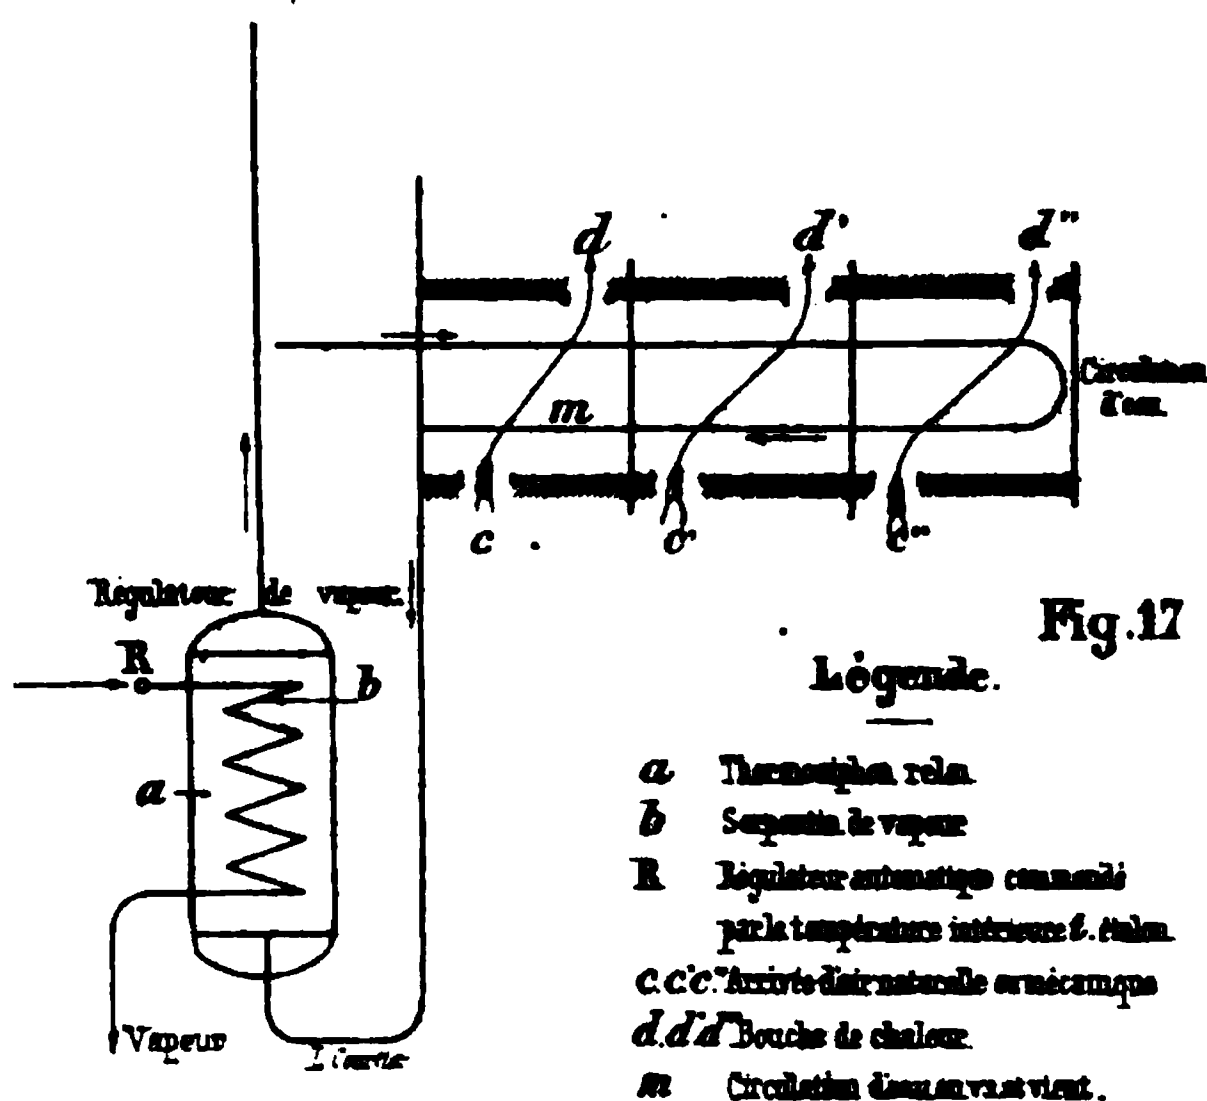 d d' d"
Circulation
d'eau.
m
c c' c"
Régulateur de vapeur.
R
b
a
Vapeur
Fig.17
Légende.
a Thermosiphon relai
b Serpentin de vapeur
R Régulateur automatique commandé
par la température intérieure t. étalon.
c.c'.c". Arrivée d'air naturelle ou mécanique
d.d'd" Bouche de chaleur.
m Circulation d'eau en va et vient.